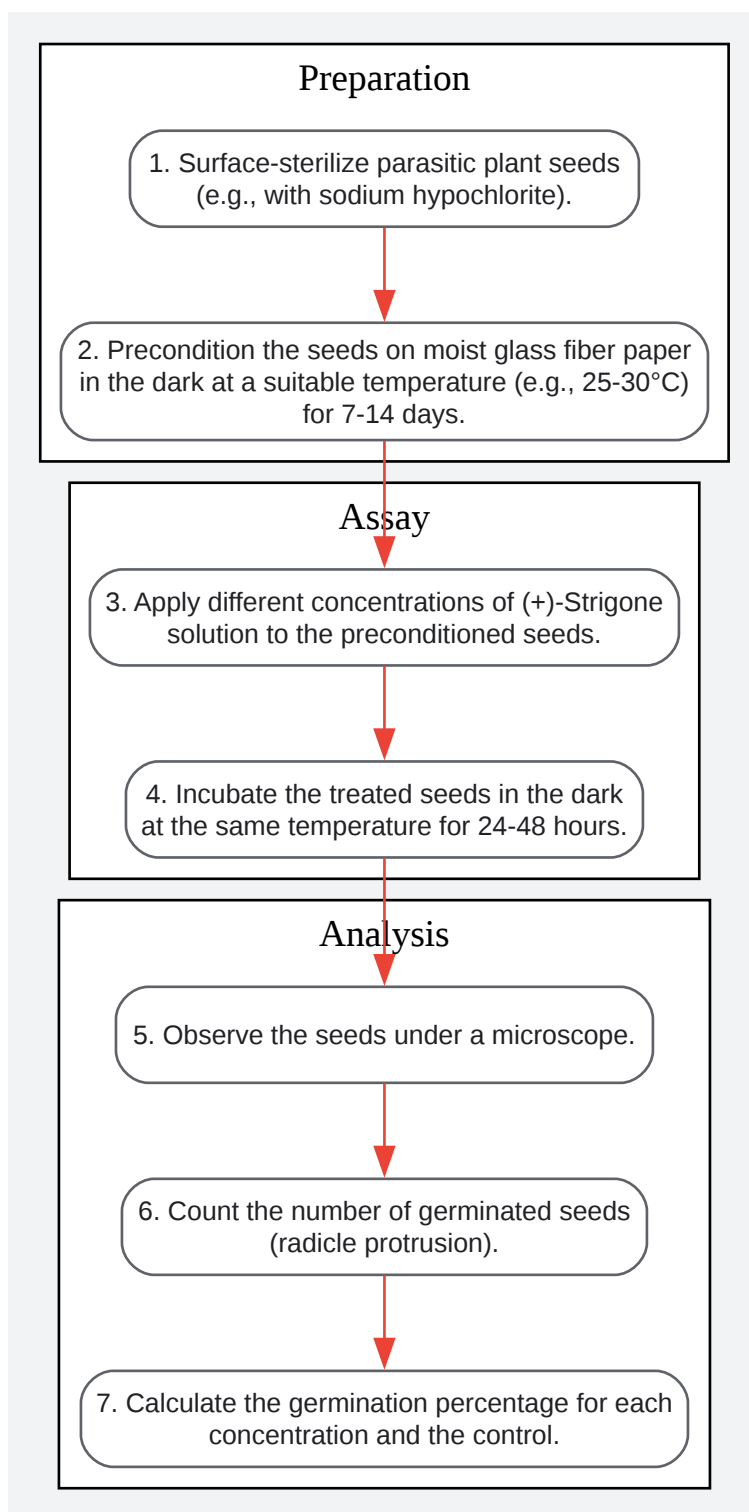 Preparation
1. Surface-sterilize parasitic plant seeds
(e.g., with sodium hypochlorite).
2. Precondition the seeds on moist glass fiber paper
in the dark at a suitable temperature (e.g., 25-30°C)
for 7-14 days.
Assay
3. Apply different concentrations of (+)-Strigone
solution to the preconditioned seeds.
4. Incubate the treated seeds in the dark
at the same temperature for 24-48 hours.
Analysis
5. Observe the seeds under a microscope.
6. Count the number of germinated seeds
(radicle protrusion).
7. Calculate the germination percentage for each
concentration and the control.